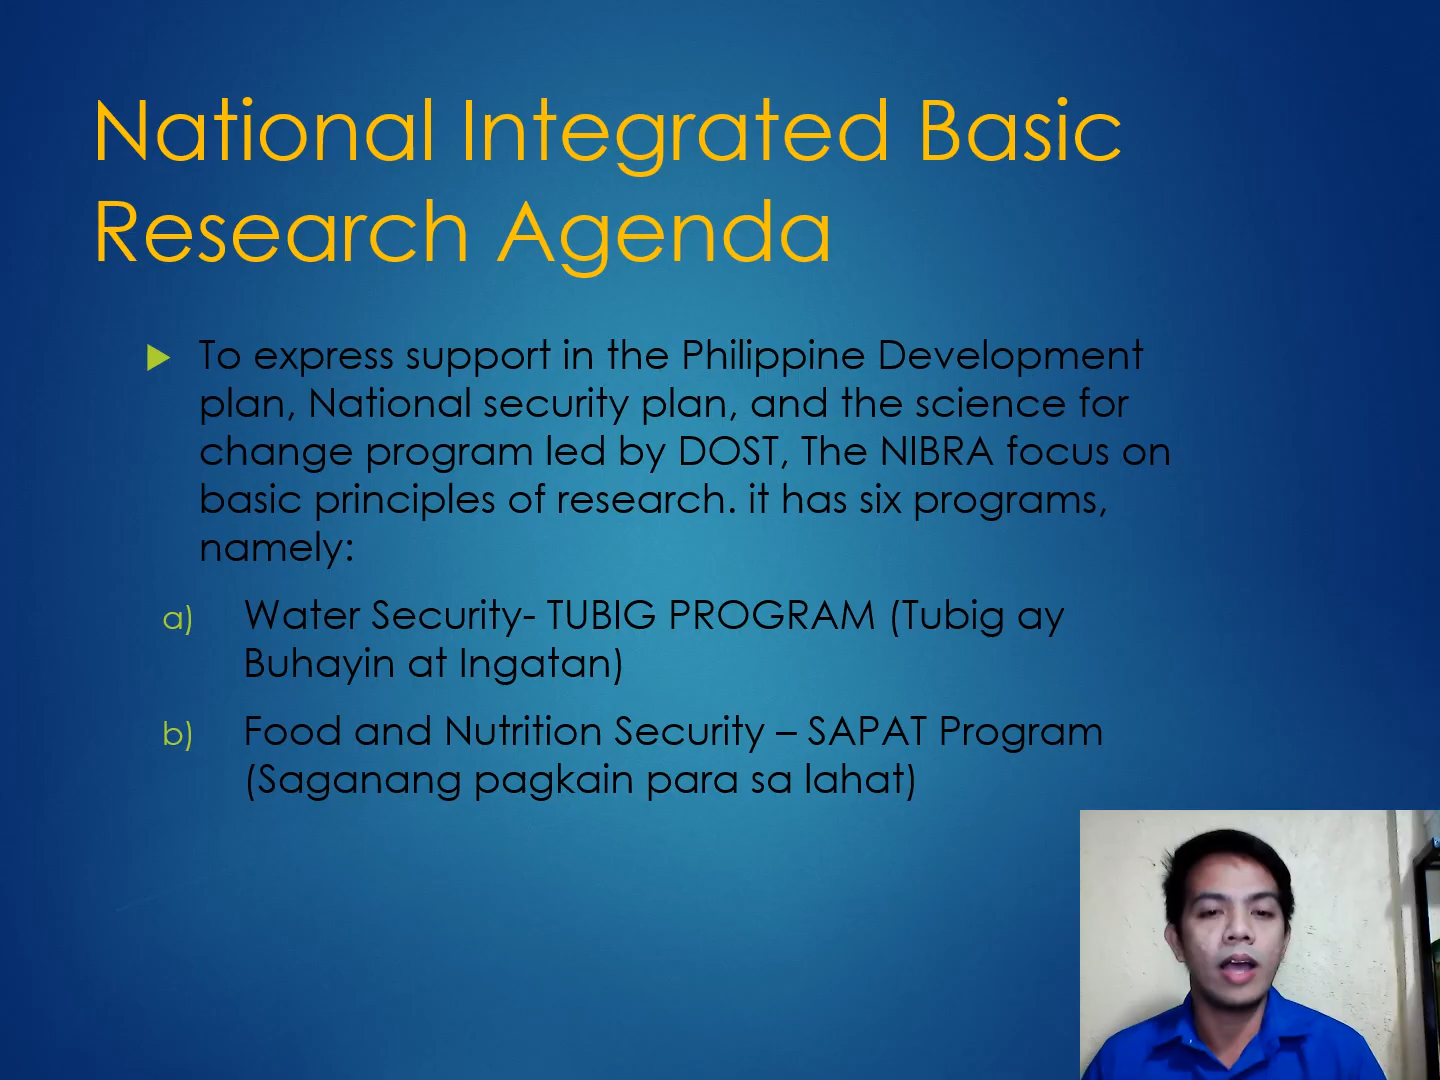 National Integrated Basic
Research Agenda
To express support in the Philippine Development
plan, National security plan, and the science for
change program led by DOST, The NIBRA focus on
basic principles of research. it has six programs,
namely:
a) Water Security- TUBIG PROGRAM (Tubig ay
Buhayin at Ingatan)
b) Food and Nutrition Security – SAPAT Program
(Saganang pagkain para sa lahat)